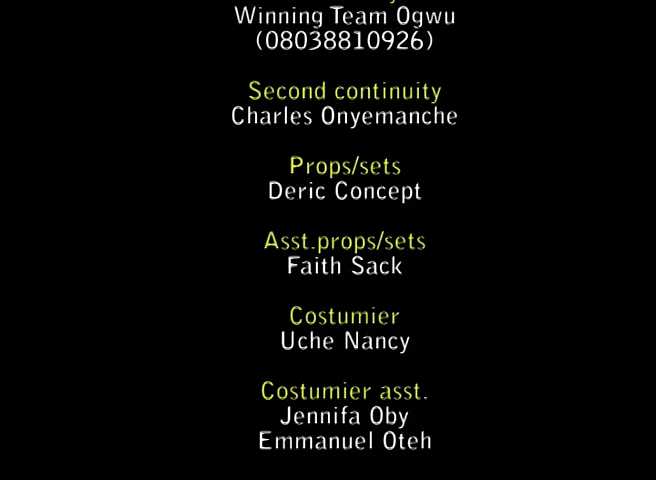 Winning Team Ogwu
(08038810926)
Second continuity
Charles Onyemanche
Props/sets
Deric Concept
Asst.props/sets
Faith Sack
Costumier
Uche Nancy
Costumier asst.
Jennifa Oby
Emmanuel Oteh